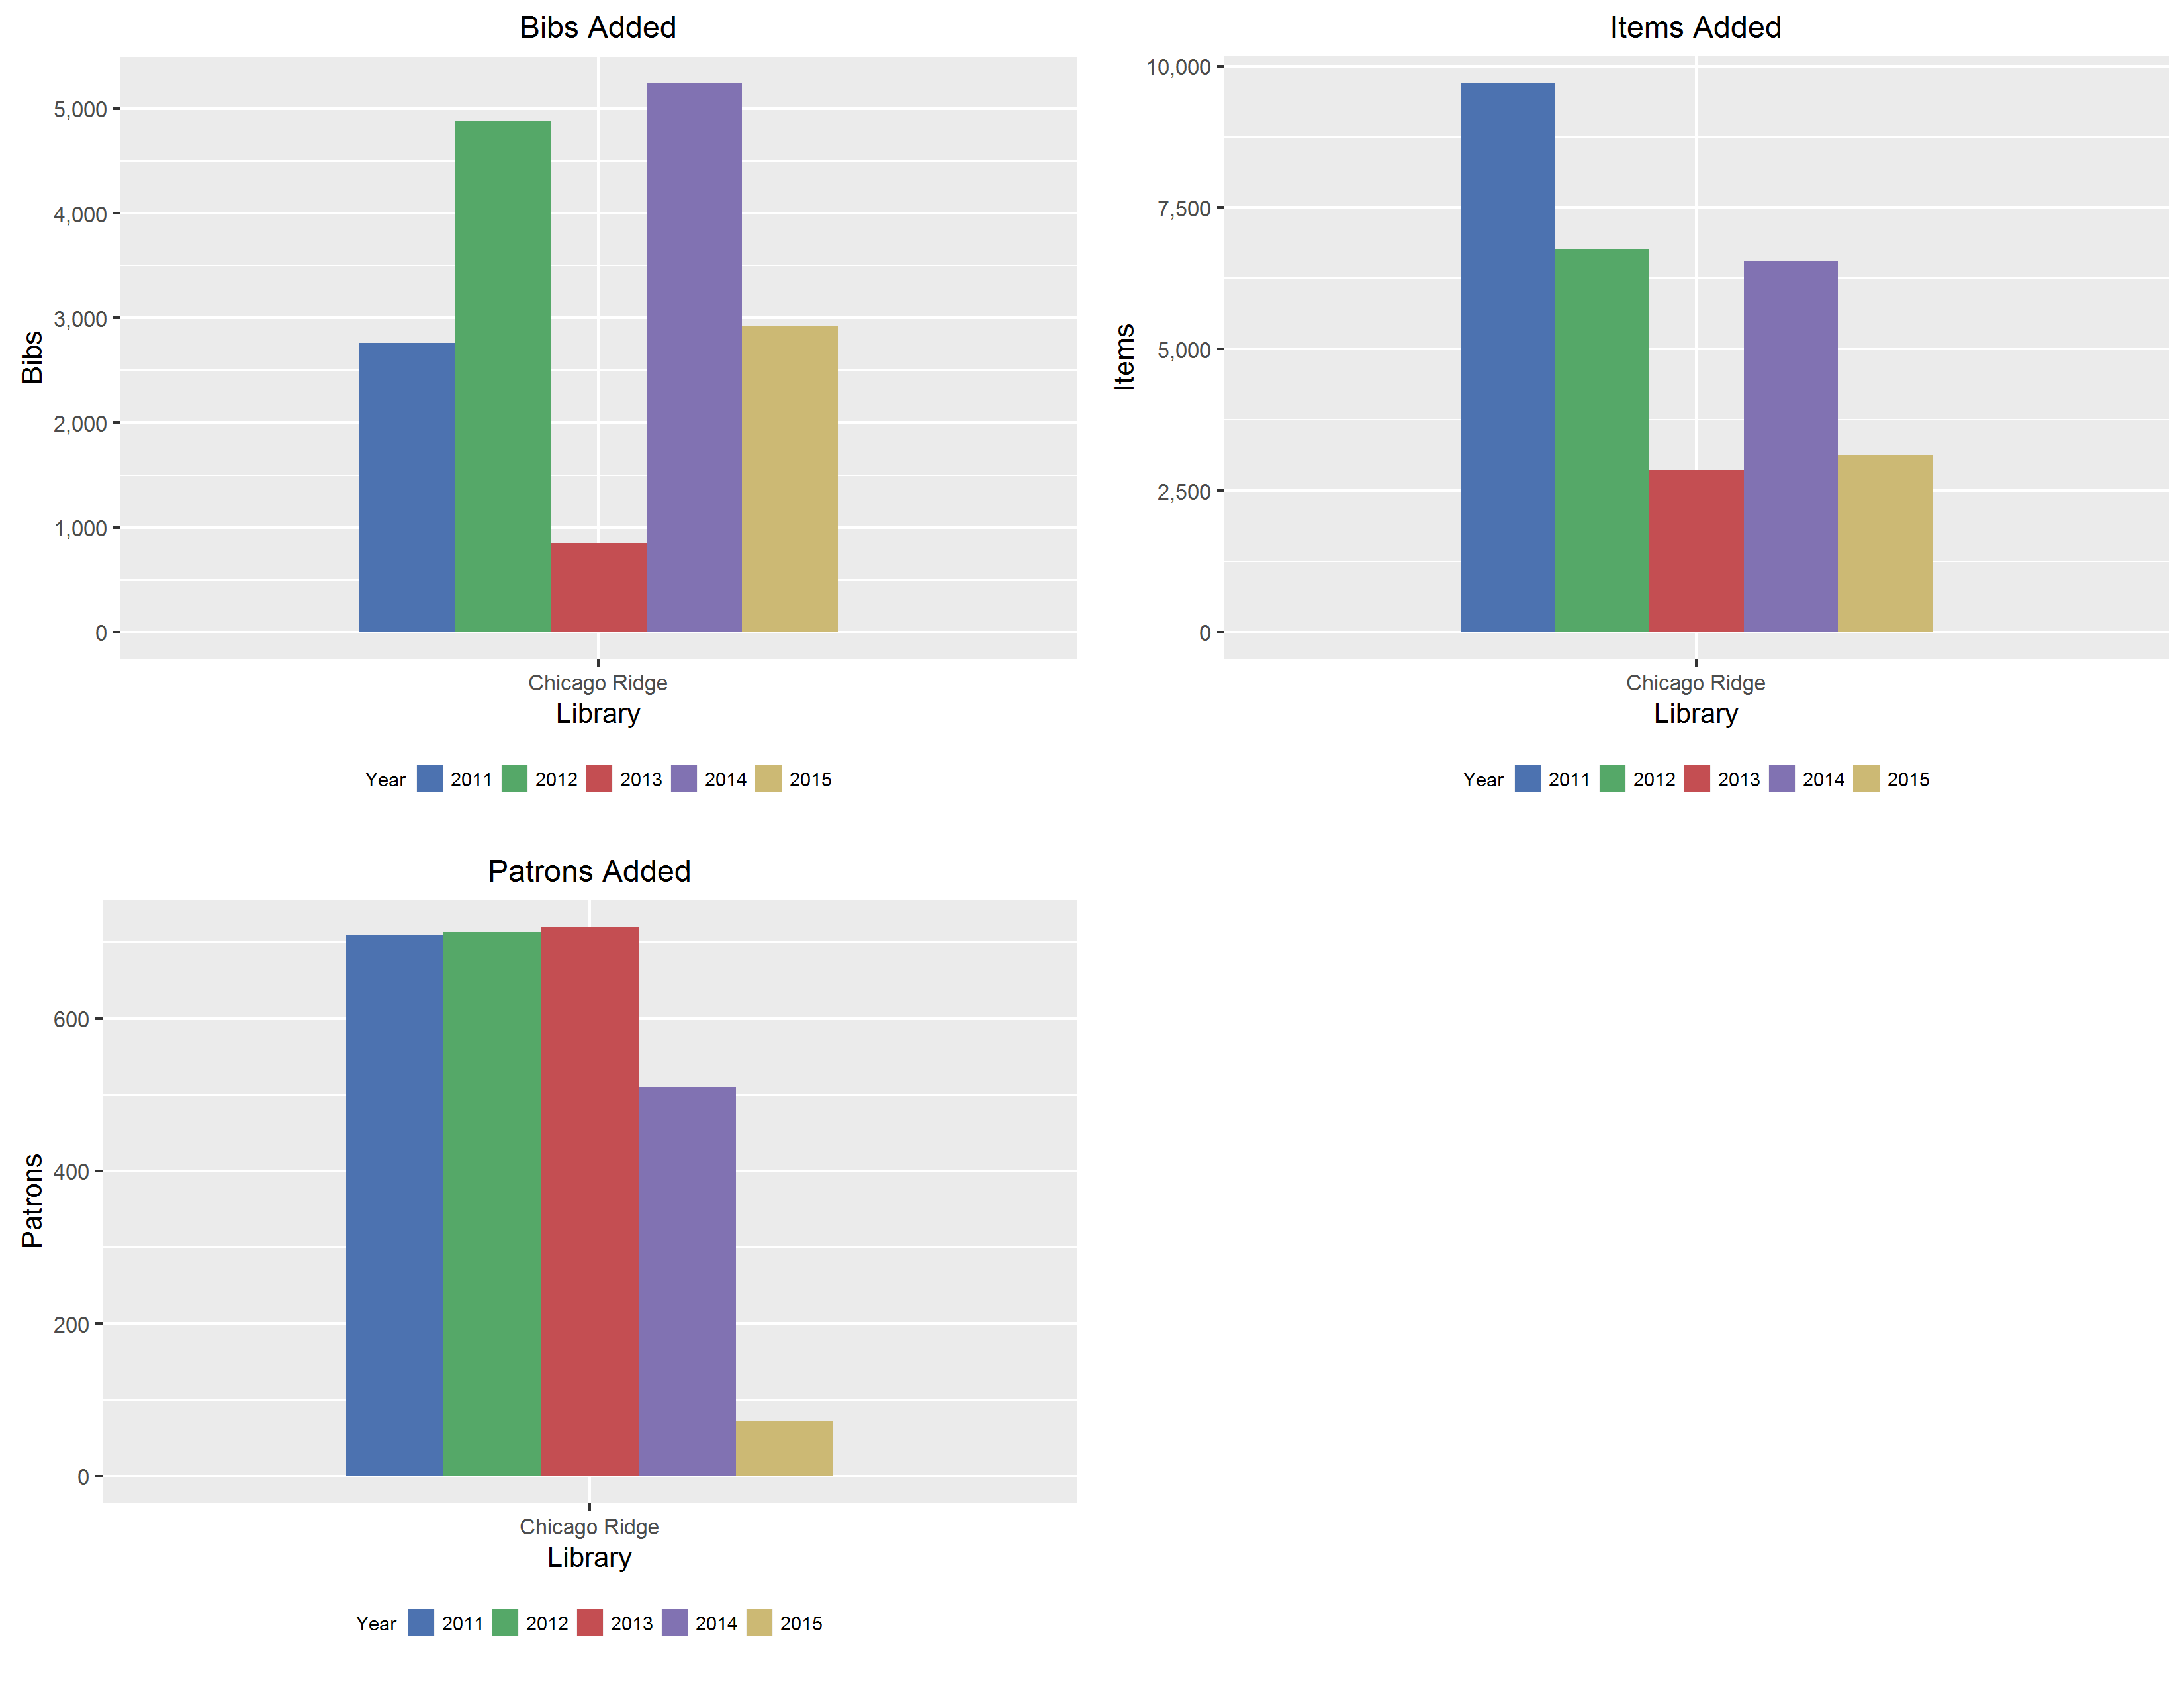 Bibs Added
5,000
4,000
3,000
2,000
1,000
0
Bibs
Chicago Ridge
Library
Year 2011 2012 2013 2014 2015
Items Added
10,000
7,500
5,000
2,500
0
Items
Chicago Ridge
Library
Year 2011 2012 2013 2014 2015
Patrons Added
600
400
200
0
Patrons
Chicago Ridge
Library
Year 2011 2012 2013 2014 2015